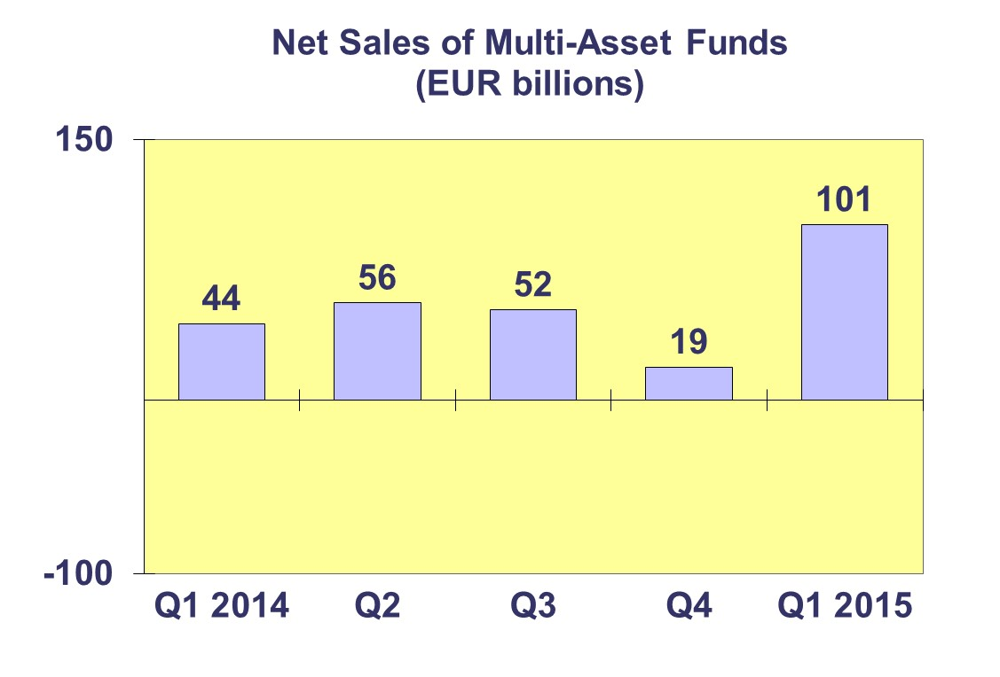 Net Sales of Multi-Asset Funds
(EUR billions)
150
101
56
52
44
19
-100
Q1 2014 Q2 Q3 Q4 Q1 2015